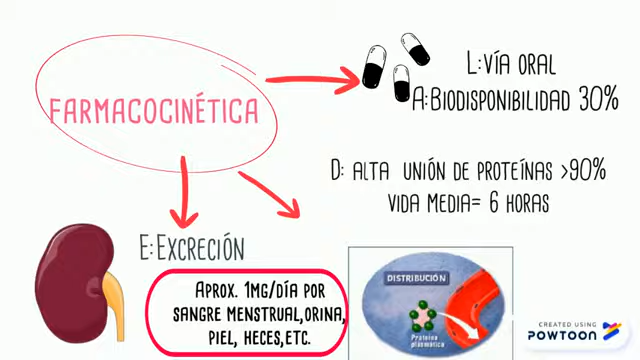 FARMACOCINÉTICA
L:VÍA ORAL
A:BIODISPONIBILIDAD 30%
D: ALTA UNIÓN DE PROTEÍNAS >90%
VIDA MEDIA= 6 HORAS
E:EXCRECIÓN
APROX. 1MG/DÍA POR
SANGRE MENSTRUAL,ORINA,
PIEL, HECES,ETC.
DISTRIBUCIÓN
Proteína
plasmática
CREATED USING
POWTOON